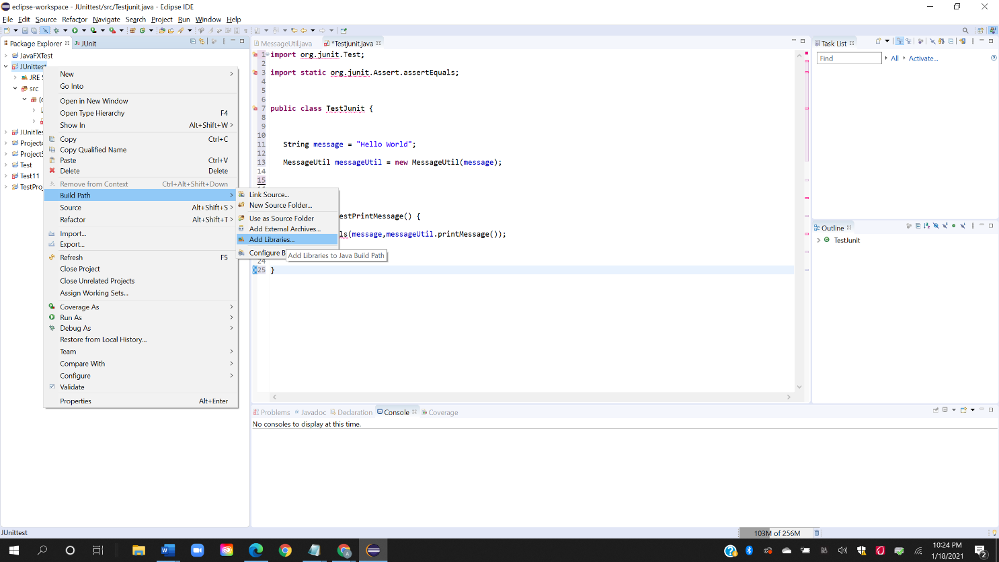 eclipse-workspace - JUnittest/src/Testjunit.java - Eclipse IDE
File Edit Source Refactor Navigate Search Project Run Window Help
Package Explorer
JUnit
JavaFXTest
JUnittest
JRE S
src
(d
JUnitTes
Project4
Project5
Test
Test11
TestPro
New
Go Into
Open in New Window
Open Type Hierarchy F4
Show In Alt+Shift+W
Copy Ctrl+C
Copy Qualified Name
Paste Ctrl+V
Delete Delete
Remove from Context Ctrl+Alt+Shift+Down
Build Path
Source Alt+Shift+S
Refactor Alt+Shift+T
Import...
Export...
Refresh F5
Close Project
Close Unrelated Projects
Assign Working Sets...
Coverage As
Run As
Debug As
Restore from Local History...
Team
Compare With
Configure
Validate
Properties Alt+Enter
Link Source...
New Source Folder...
Use as Source Folder
Add External Archives...
Add Libraries...
Configure B
Add Libraries to Java Build Path
MessageUtil.java *Testjunit.java
1 import org.junit.Test;
2
3 import static org.junit.Assert.assertEquals;
4
5
6
7 public class TestJunit {
8
9
10
11 String message = "Hello World";
12
13 MessageUtil messageUtil = new MessageUtil(message);
14
15
estPrintMessage() {
ls(message,messageUtil.printMessage());
24
25 }
Task List
Find All Activate...
Outline
TestJunit
Problems Javadoc Declaration Console Coverage
No consoles to display at this time.
JUnittest
103M of 256M
10:24 PM
1/18/2021
2